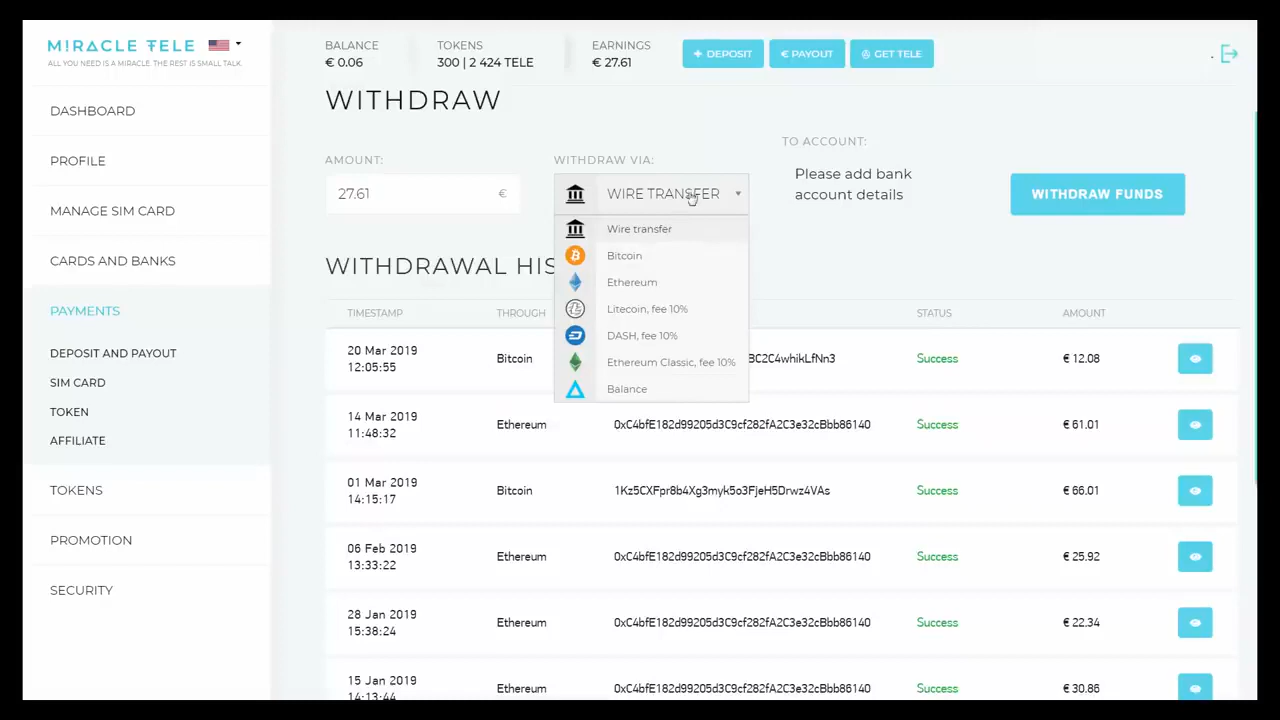 M!RACLE TELE
ALL YOU NEED IS A MIRACLE. THE REST IS SMALL TALK.
BALANCE
€ 0.06
TOKENS
300 | 2 424 TELE
EARNINGS
€ 27.61
+ DEPOSIT
€ PAYOUT
GET TELE
DASHBOARD
PROFILE
MANAGE SIM CARD
CARDS AND BANKS
PAYMENTS
DEPOSIT AND PAYOUT
SIM CARD
TOKEN
AFFILIATE
TOKENS
PROMOTION
SECURITY
WITHDRAW
AMOUNT:
27.61 €
WITHDRAW VIA:
WIRE TRANSFER
Wire transfer
Bitcoin
Ethereum
Litecoin, fee 10%
DASH, fee 10%
Ethereum Classic, fee 10%
Balance
TO ACCOUNT:
Please add bank
account details
WITHDRAW FUNDS
WITHDRAWAL HIS
TIMESTAMP THROUGH STATUS AMOUNT
20 Mar 2019
12:05:55
Bitcoin BC2C4whikLfNn3 Success € 12.08
14 Mar 2019
11:48:32
Ethereum 0xC4bfE182d99205d3C9cf282fA2C3e32cBbb86140 Success € 61.01
01 Mar 2019
14:15:17
Bitcoin 1Kz5CXFpr8b4Xg3myk5o3FjeH5Drwz4VAs Success € 66.01
06 Feb 2019
13:33:22
Ethereum 0xC4bfE182d99205d3C9cf282fA2C3e32cBbb86140 Success € 25.92
28 Jan 2019
15:38:24
Ethereum 0xC4bfE182d99205d3C9cf282fA2C3e32cBbb86140 Success € 22.34
15 Jan 2019
14:13:44
Ethereum 0xC4bfE182d99205d3C9cf282fA2C3e32cBbb86140 Success € 30.86